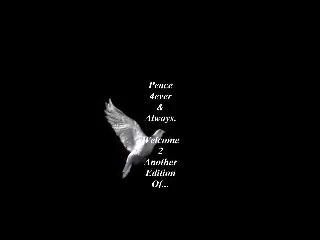 Peace
4ever
&
Always.
Welcome
2
Another
Edition
Of...